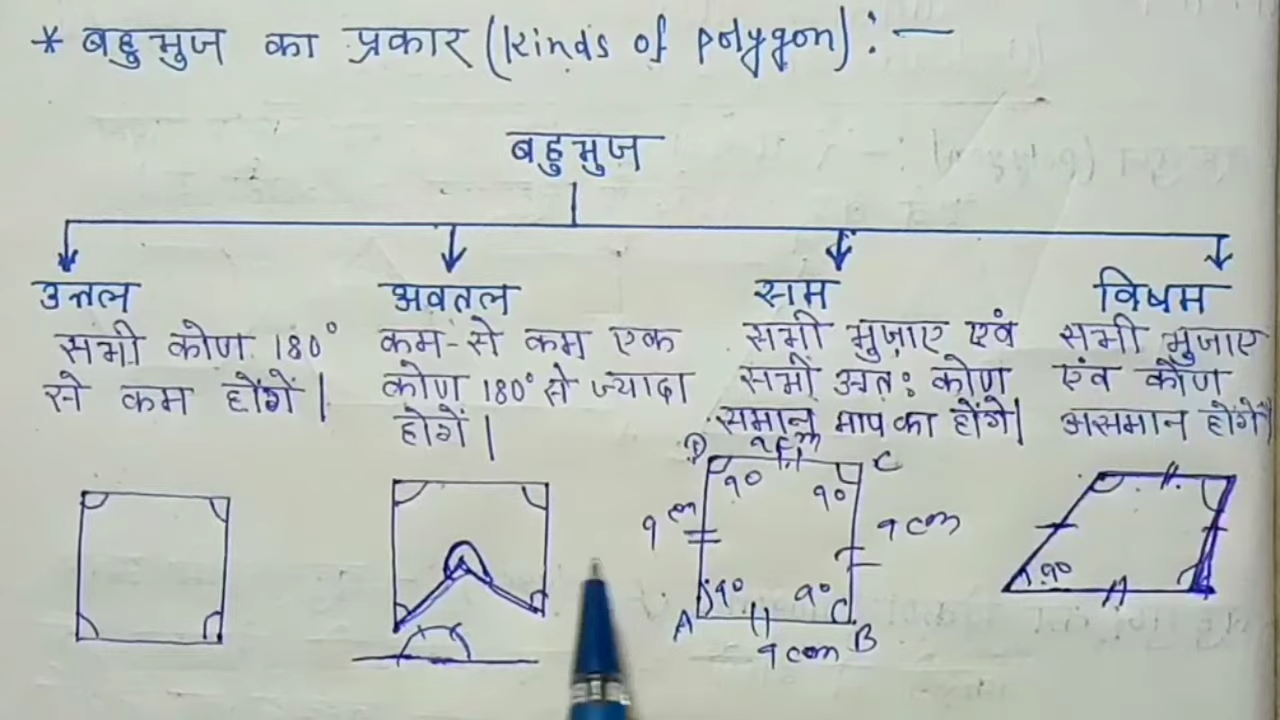 * बहुभुज का प्रकार (kinds of polygon) : —
बहुभुज
उत्तल
सभी कोण 180°
से कम होंगें |
अवतल
कम-से कम एक
कोण 180° से ज्यादा
होगें |
सम
सभी भुजाए एवं
सभी अतः कोण
समान माप का होंगे|
विषम
सभी भुजाए
एंव कोण
असमान होंगे
D
C
90
90
9 cm
9 cm
90
90
A
B
9 cm
90